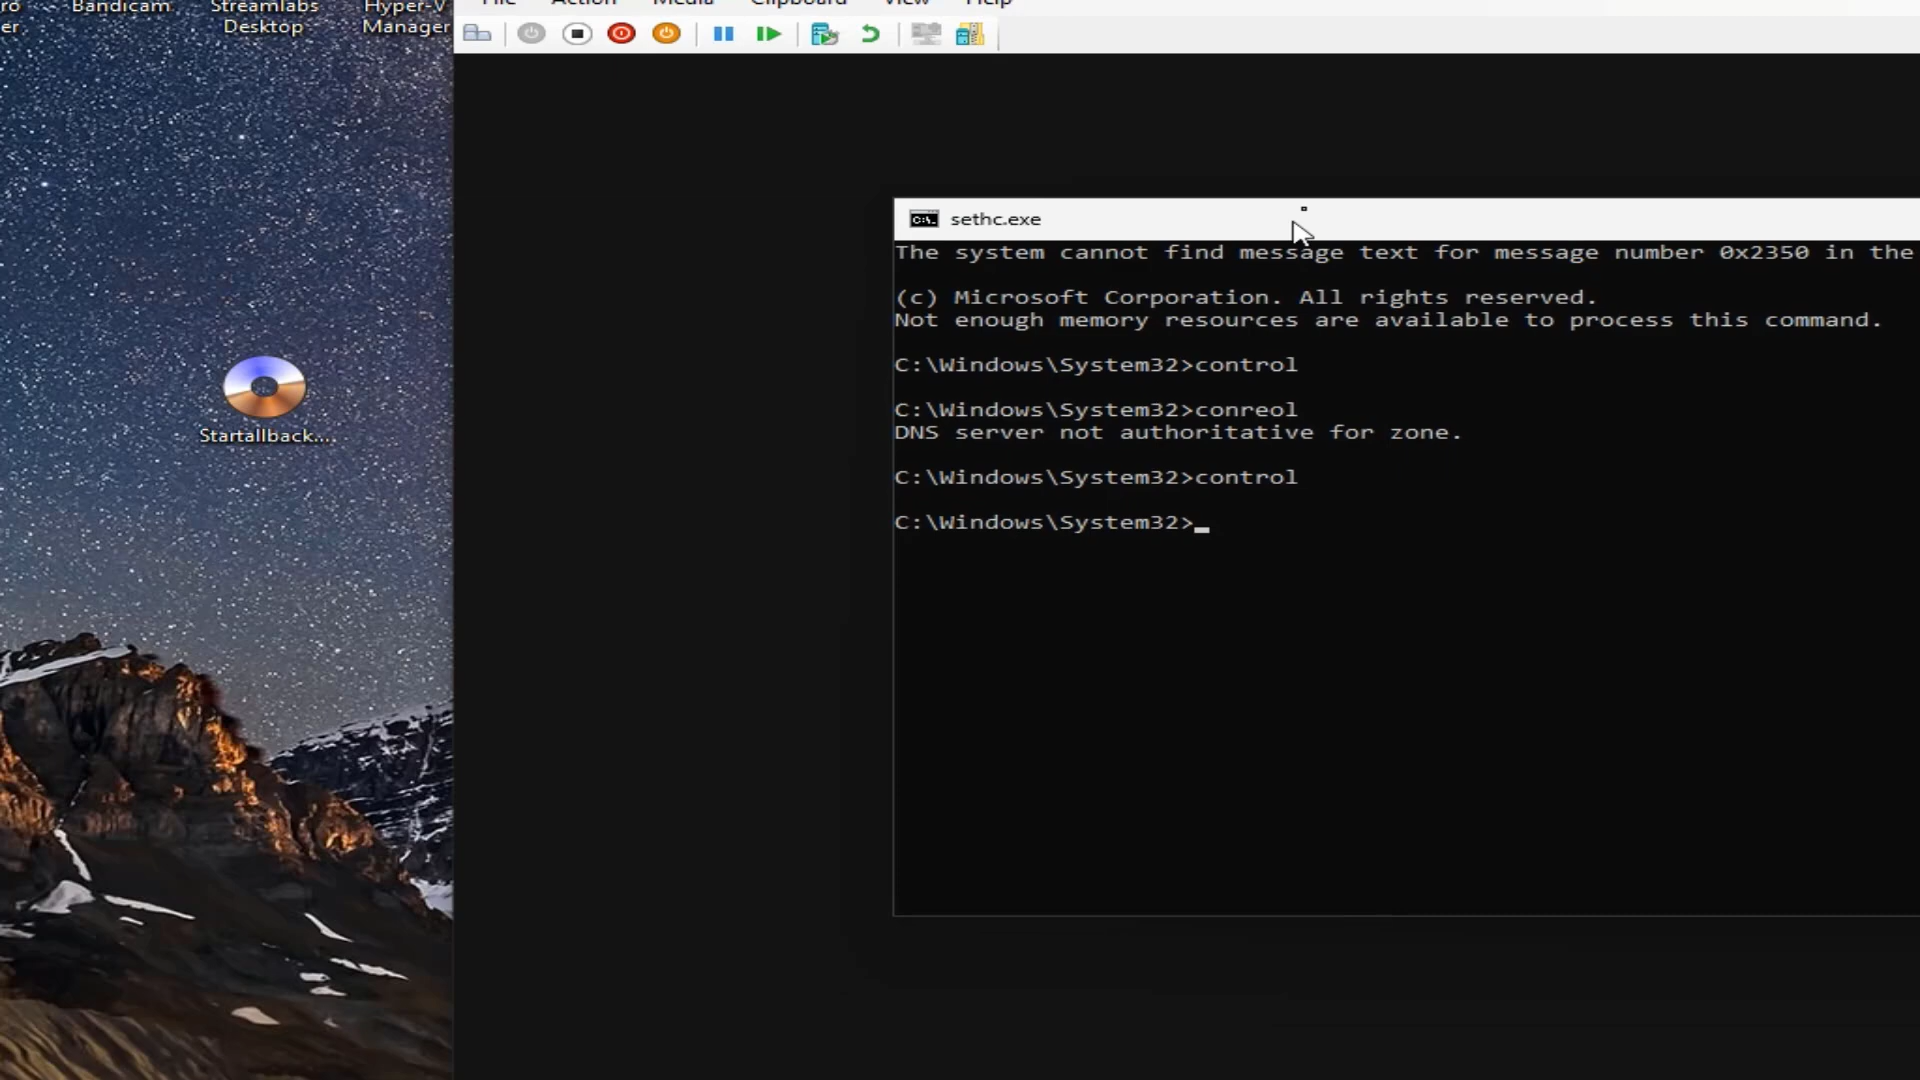 er
Bandicam
Streamlabs
Desktop
Hyper-V
Manager
File Action Media Clipboard View Help
Startallback....
sethc.exe
The system cannot find message text for message number 0x2350 in the
(c) Microsoft Corporation. All rights reserved.
Not enough memory resources are available to process this command.
C:\Windows\System32>control
C:\Windows\System32>conreol
DNS server not authoritative for zone.
C:\Windows\System32>control
C:\Windows\System32>